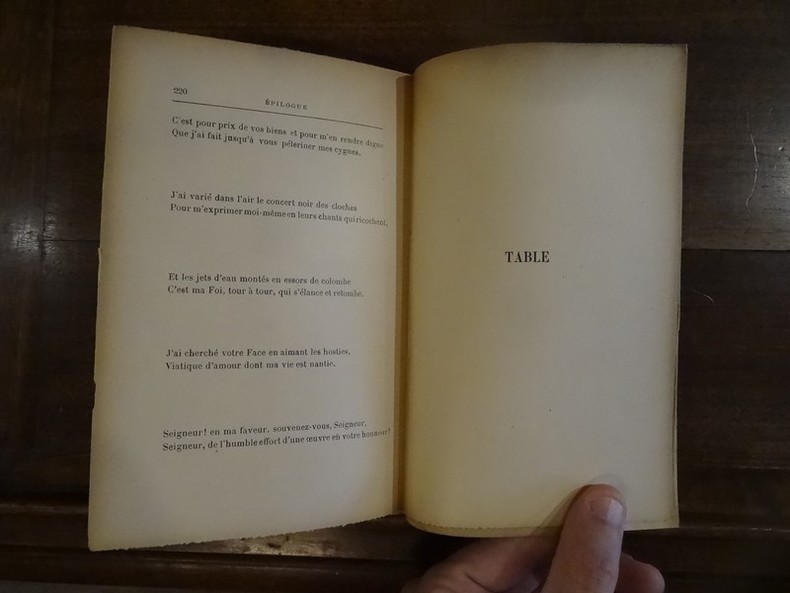 220
ÉPILOGUE
C'est pour prix de vos biens et pour m'en rendre digne
Que j'ai fait jusqu'à vous pèleriner mes cygnes.
J'ai varié dans l'air le concert noir des cloches
Pour m'exprimer moi-même en leurs chants qui ricochent,
Et les jets d'eau montés en essors de colombe
C'est ma Foi, tour à tour, qui s'élance et retombe.
J'ai cherché votre Face en aimant les hosties,
Viatique d'amour dont ma vie est nantie.
Seigneur! en ma faveur, souvenez-vous, Seigneur,
Seigneur, de l'humble effort d'une œuvre en votre honneur!
TABLE